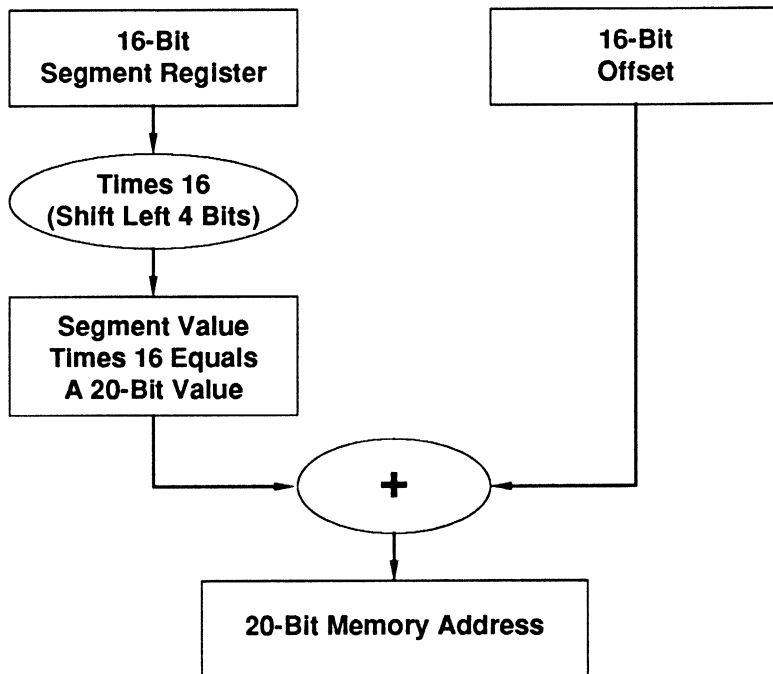 16-Bit
Segment Register
16-Bit
Offset
Times 16
(Shift Left 4 Bits)
Segment Value
Times 16 Equals
A 20-Bit Value
+
20-Bit Memory Address